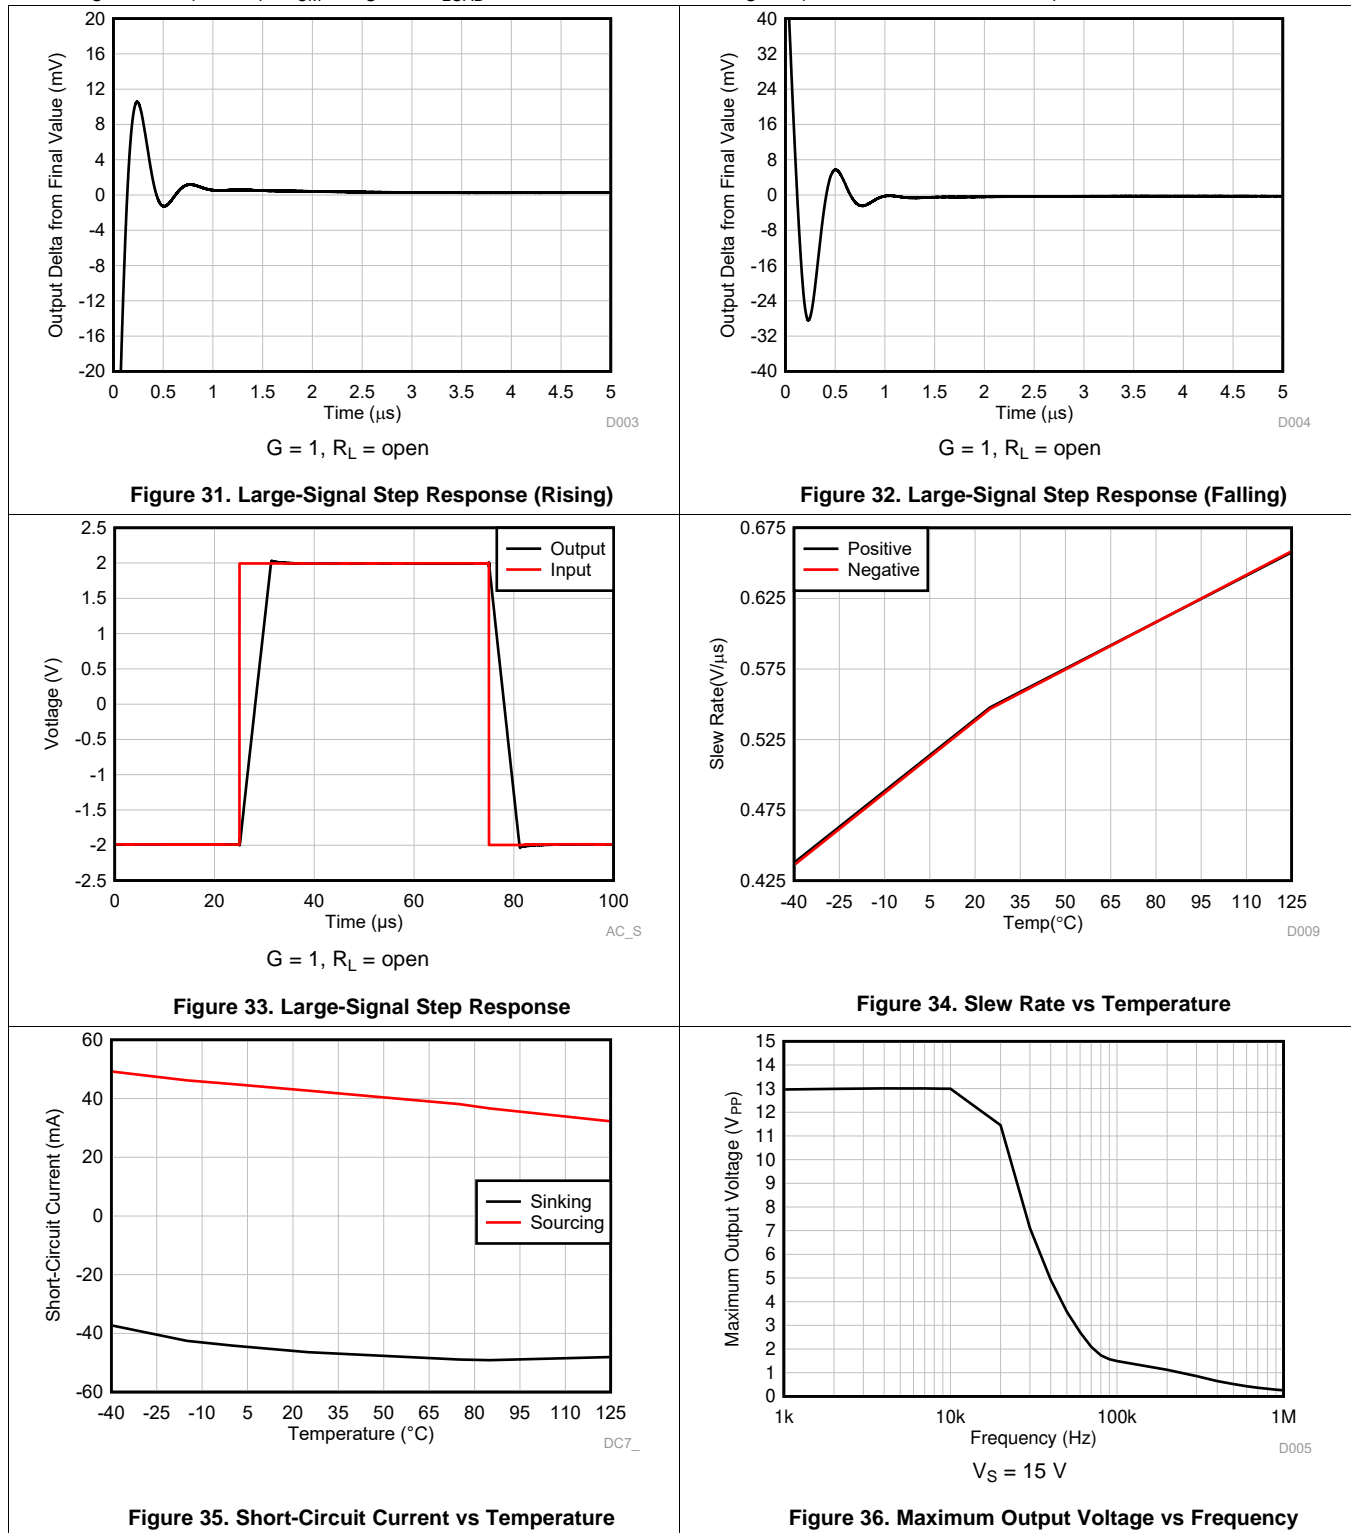 20
16
12
8
4
0
-4
-8
-12
-16
-20
Output Delta from Final Value (mV)
0 0.5 1 1.5 2 2.5 3 3.5 4 4.5 5
Time (µs)
D003
G = 1, R_L = open
Figure 31. Large-Signal Step Response (Rising)
40
32
24
16
8
0
-8
-16
-24
-32
-40
Output Delta from Final Value (mV)
0 0.5 1 1.5 2 2.5 3 3.5 4 4.5 5
Time (µs)
D004
G = 1, R_L = open
Figure 32. Large-Signal Step Response (Falling)
2.5
2
1.5
1
0.5
0
-0.5
-1
-1.5
-2
-2.5
Votlage (V)
Output
Input
0 20 40 60 80 100
Time (µs)
AC_S
G = 1, R_L = open
Figure 33. Large-Signal Step Response
0.675
0.625
0.575
0.525
0.475
0.425
Slew Rate(V/µs)
Positive
Negative
-40 -25 -10 5 20 35 50 65 80 95 110 125
Temp(°C)
D009
Figure 34. Slew Rate vs Temperature
60
40
20
0
-20
-40
-60
Short-Circuit Current (mA)
Sinking
Sourcing
-40 -25 -10 5 20 35 50 65 80 95 110 125
Temperature (°C)
DC7_
Figure 35. Short-Circuit Current vs Temperature
15
14
13
12
11
10
9
8
7
6
5
4
3
2
1
0
Maximum Output Voltage (V_PP)
1k 10k 100k 1M
Frequency (Hz)
D005
V_S = 15 V
Figure 36. Maximum Output Voltage vs Frequency